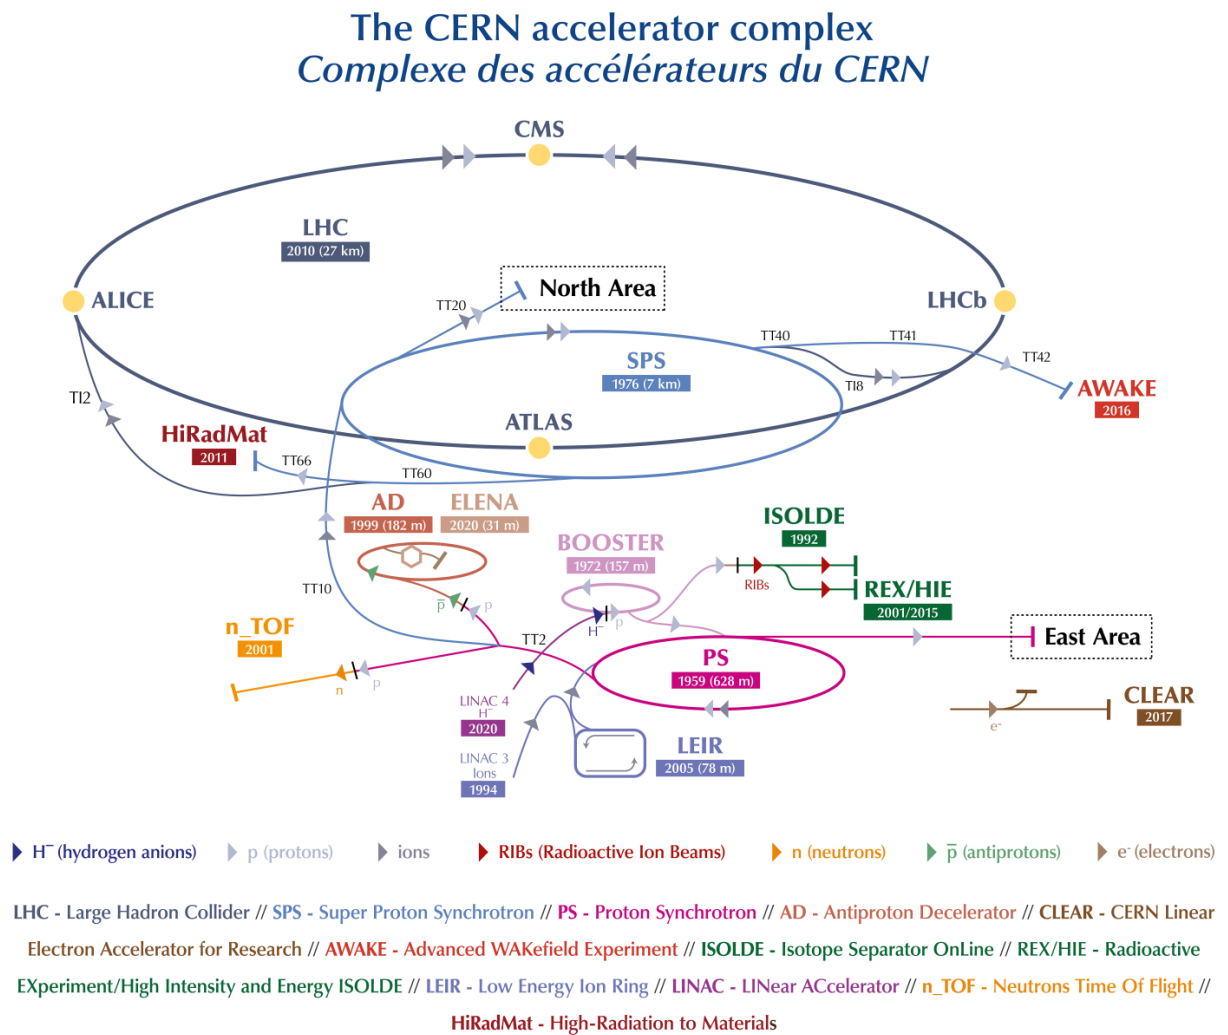 The CERN accelerator complex
Complexe des accélérateurs du CERN
CMS
LHC
2010 (27 km)
ALICE
TT20
North Area
LHCb
SPS
1976 (7 km)
TT40
TT41
TT42
TI8
AWAKE
2016
TI2
ATLAS
HiRadMat
2011
TT66
TT60
AD
1999 (182 m)
ELENA
2020 (31 m)
ISOLDE
1992
BOOSTER
1972 (157 m)
RIBs
REX/HIE
2001/2015
TT10
p̅
p
H⁻
p
TT2
n_TOF
2001
n
p
East Area
PS
1959 (628 m)
LINAC 4
H⁻
2020
CLEAR
2017
e⁻
LEIR
2005 (78 m)
LINAC 3
Ions
1994
H⁻ (hydrogen anions)
p (protons)
ions
RIBs (Radioactive Ion Beams)
n (neutrons)
p̅ (antiprotons)
e⁻ (electrons)
LHC - Large Hadron Collider // SPS - Super Proton Synchrotron // PS - Proton Synchrotron // AD - Antiproton Decelerator // CLEAR - CERN Linear
Electron Accelerator for Research // AWAKE - Advanced WAKefield Experiment // ISOLDE - Isotope Separator OnLine // REX/HIE - Radioactive
EXperiment/High Intensity and Energy ISOLDE // LEIR - Low Energy Ion Ring // LINAC - LINear ACcelerator // n_TOF - Neutrons Time Of Flight //
HiRadMat - High-Radiation to Materials